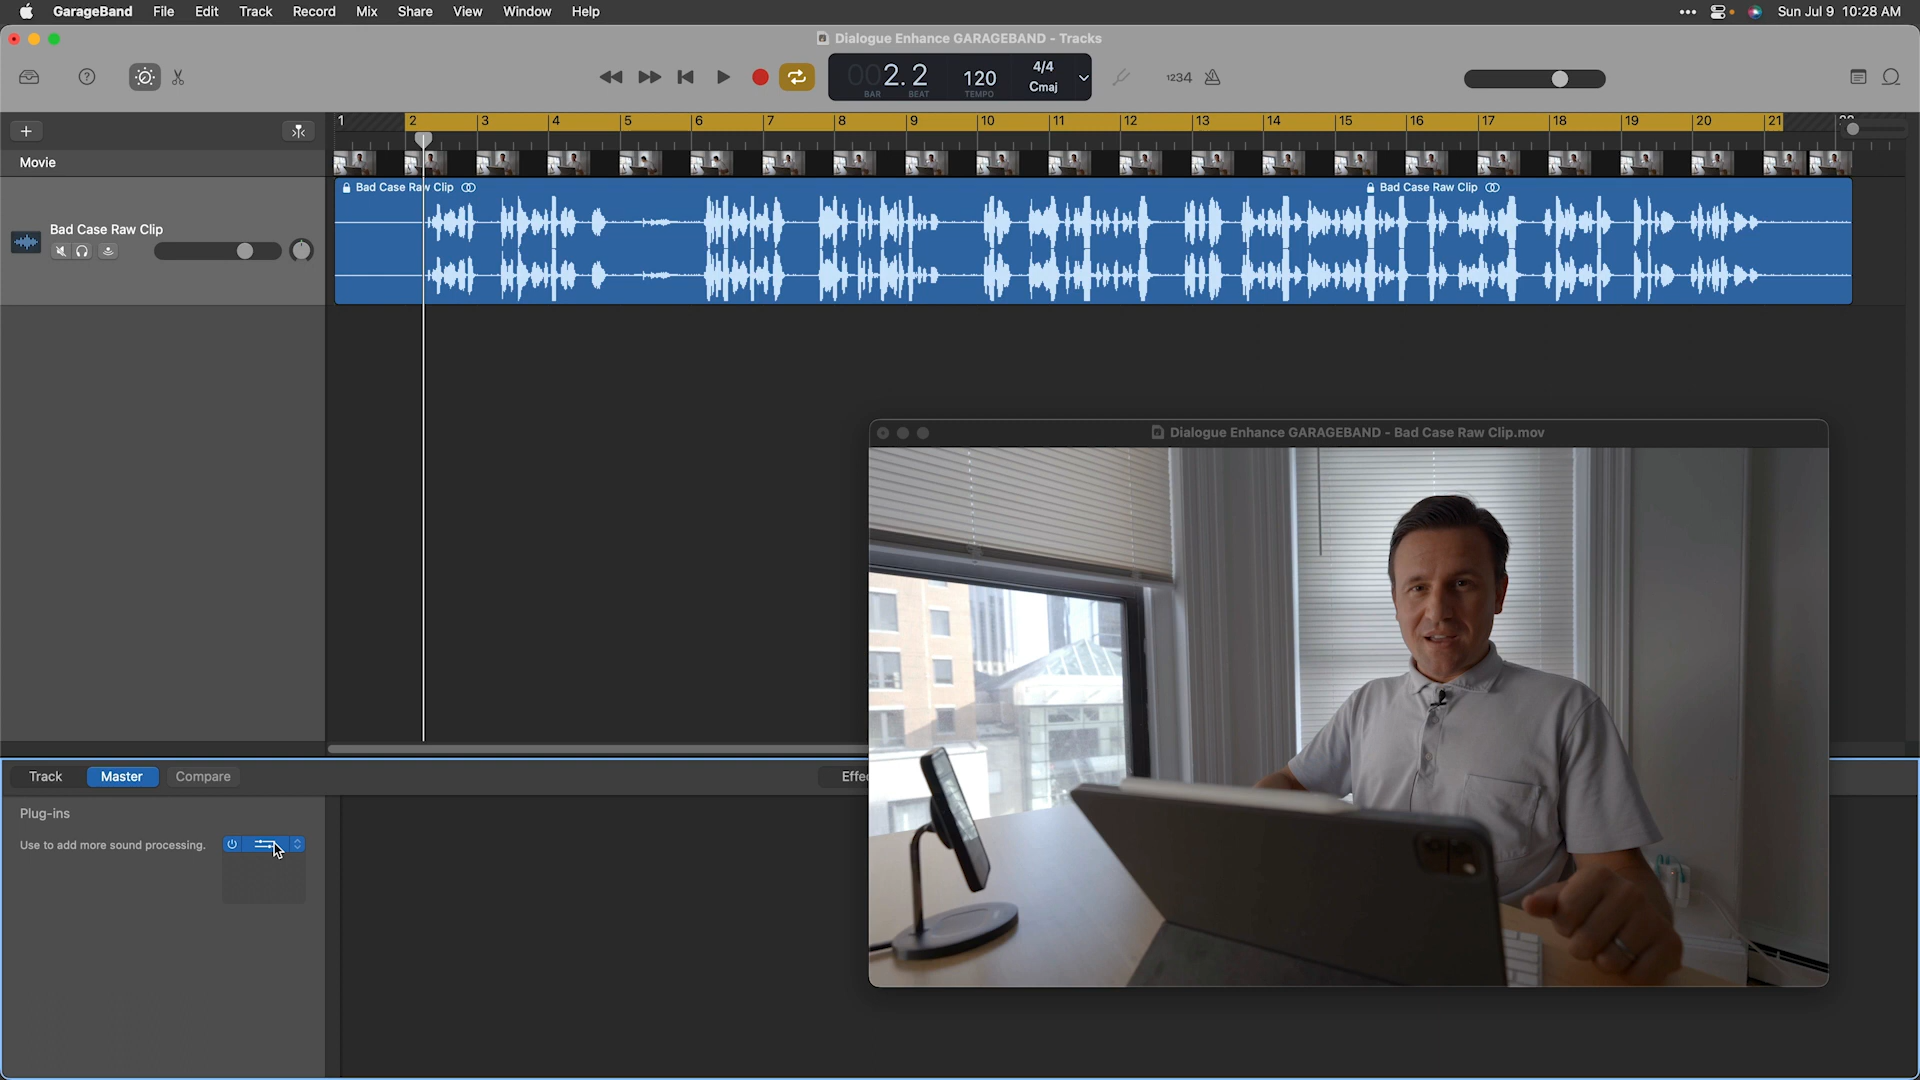 GarageBand File Edit Track Record Mix Share View Window Help
Sun Jul 9 10:28 AM
Dialogue Enhance GARAGEBAND - Tracks
002.2
BAR BEAT
120
TEMPO
4/4
Cmaj
1234
1 2 3 4 5 6 7 8 9 10 11 12 13 14 15 16 17 18 19 20 21
Movie
Bad Case Raw Clip
Bad Case Raw Clip
Bad Case Raw Clip
Dialogue Enhance GARAGEBAND - Bad Case Raw Clip.mov
Track Master Compare
Effec
Plug-ins
Use to add more sound processing.